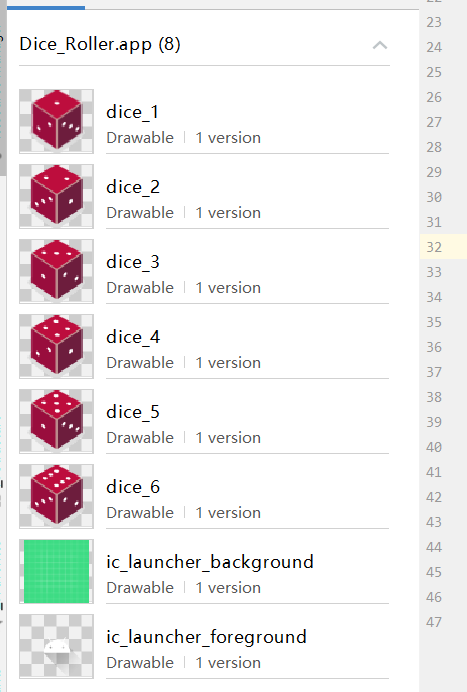 Dice_Roller.app (8)
dice_1
Drawable 1 version
dice_2
Drawable 1 version
dice_3
Drawable 1 version
dice_4
Drawable 1 version
dice_5
Drawable 1 version
dice_6
Drawable 1 version
ic_launcher_background
Drawable 1 version
ic_launcher_foreground
Drawable 1 version
23
24
25
26
27
28
29
30
31
32
33
34
35
36
37
38
39
40
41
42
43
44
45
46
47